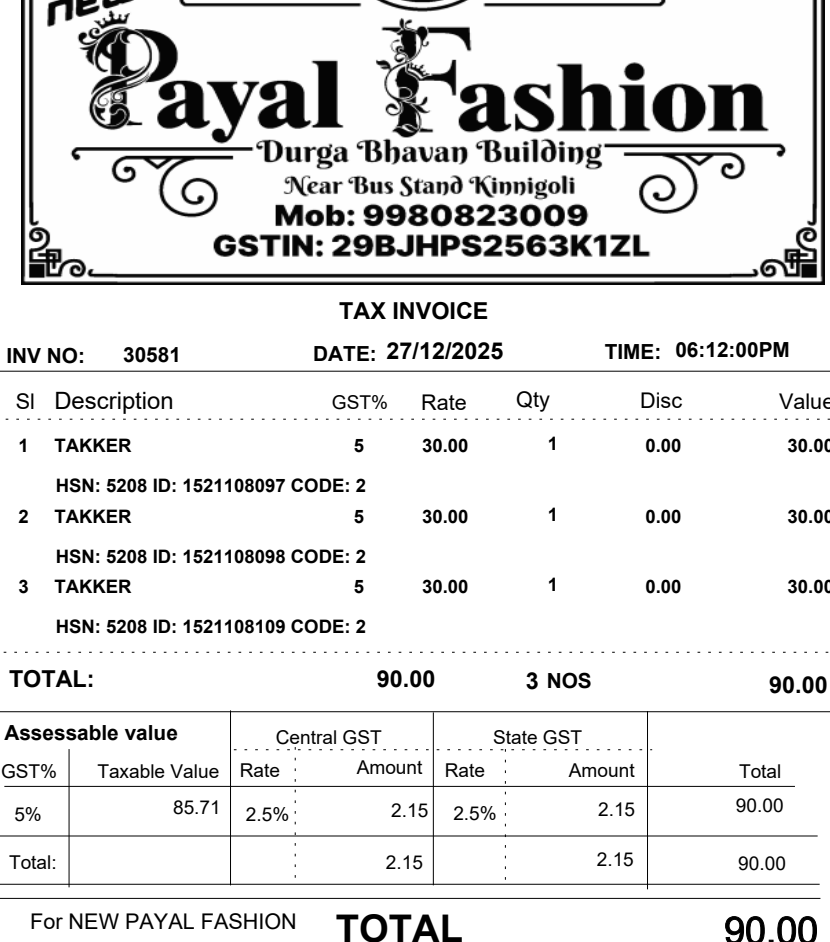 new
Payal Fashion
Durga Bhavan Building
Near Bus Stand Kinnigoli
Mob: 9980823009
GSTIN: 29BJHPS2563K1ZL
TAX INVOICE
INV NO: 30581 DATE: 27/12/2025 TIME: 06:12:00PM
Sl Description GST% Rate Qty Disc Value
1 TAKKER 5 30.00 1 0.00 30.00
HSN: 5208 ID: 1521108097 CODE: 2
2 TAKKER 5 30.00 1 0.00 30.00
HSN: 5208 ID: 1521108098 CODE: 2
3 TAKKER 5 30.00 1 0.00 30.00
HSN: 5208 ID: 1521108109 CODE: 2
TOTAL: 90.00 3 NOS 90.00
Assessable value Central GST State GST
GST% Taxable Value Rate Amount Rate Amount Total
5% 85.71 2.5% 2.15 2.5% 2.15 90.00
Total: 2.15 2.15 90.00
For NEW PAYAL FASHION TOTAL 90.00